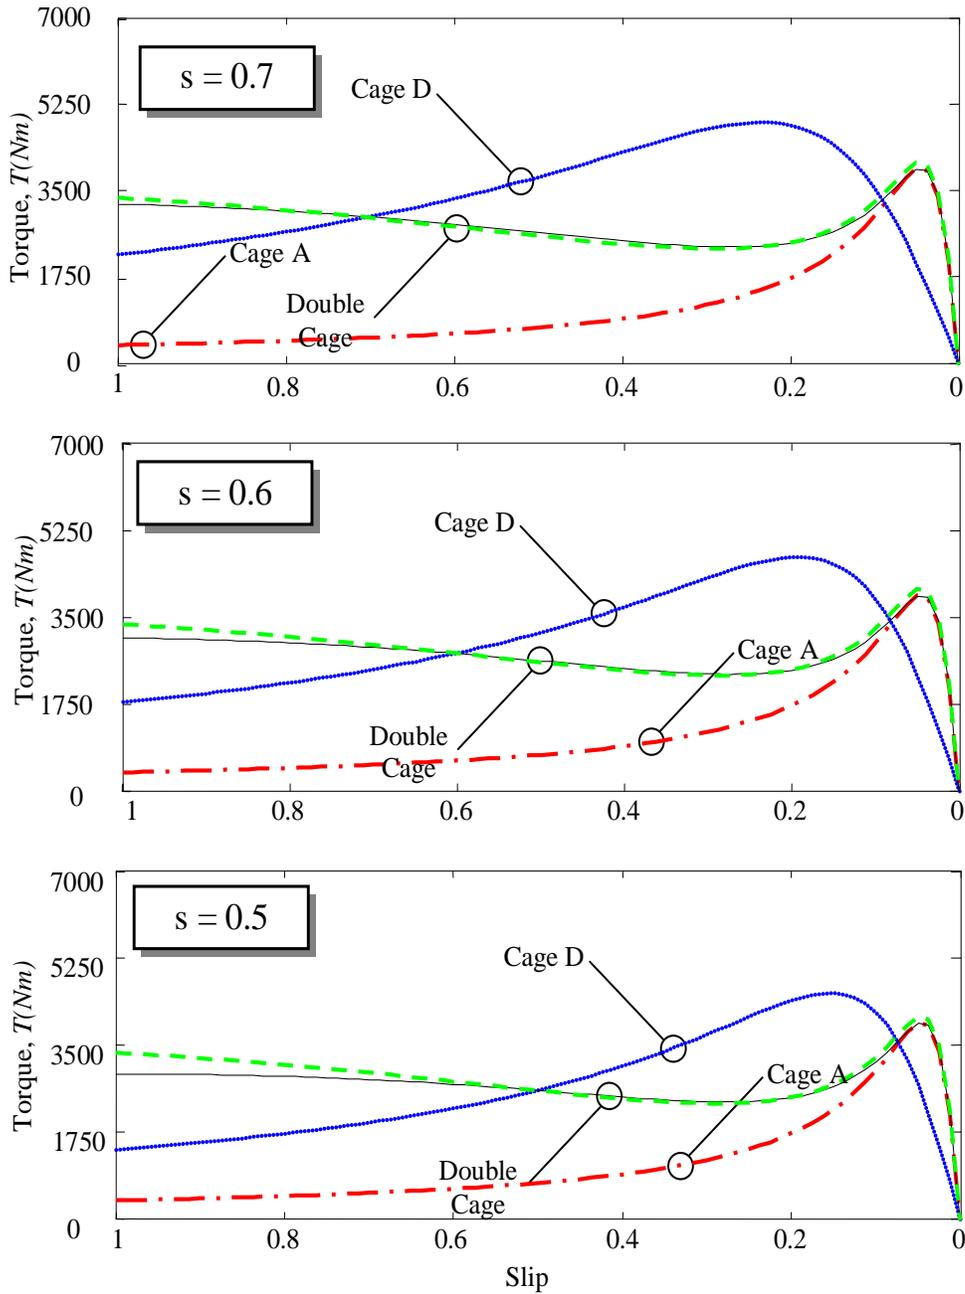 7000
s = 0.7
Cage D
5250
Torque, T(Nm)
3500
Cage A
1750
Double
Cage
0
1 0.8 0.6 0.4 0.2 0
7000
s = 0.6
Cage D
5250
Torque, T(Nm)
3500
Cage A
1750
Double
Cage
0
1 0.8 0.6 0.4 0.2 0
7000
s = 0.5
Cage D
5250
Torque, T(Nm)
3500
Cage A
1750
Double
Cage
0
1 0.8 0.6 0.4 0.2 0
Slip